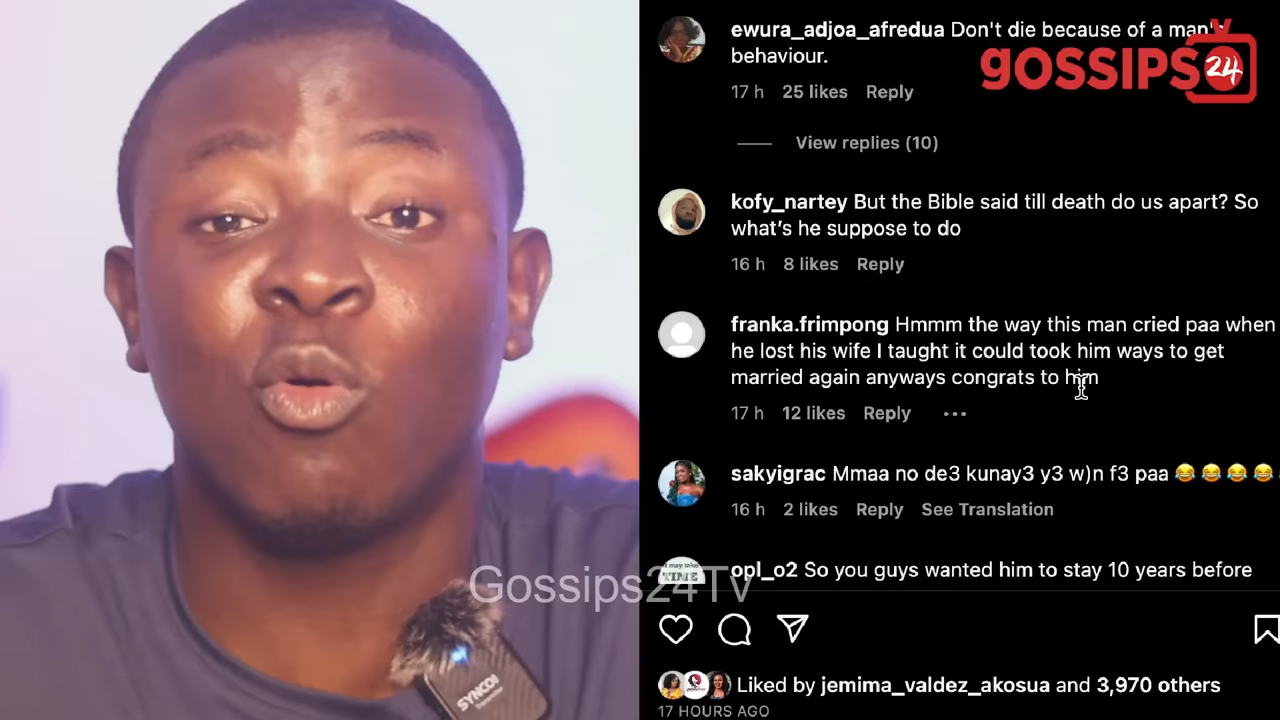 ewura_adjoa_afredua Don't die because of a man's
behaviour.
17 h 25 likes Reply
View replies (10)
GOSSIPS24
kofy_nartey But the Bible said till death do us apart? So
what's he suppose to do
16 h 8 likes Reply
franka.frimpong Hmmm the way this man cried paa when
he lost his wife I taught it could took him ways to get
married again anyways congrats to him
17 h 12 likes Reply
sakyigrac Mmaa no de3 kunay3 y3 w)n f3 paa 😂😂😂😂
16 h 2 likes Reply See Translation
may take
TIME
opl_o2 So you guys wanted him to stay 10 years before
Gossips24Tv
SYNCO
Liked by jemima_valdez_akosua and 3,970 others
17 HOURS AGO